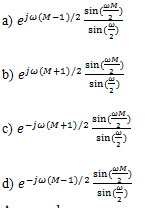 a) e^{jω(M−1)/2} sin(ωM/2)/sin(ω/2)
b) e^{jω(M+1)/2} sin(ωM/2)/sin(ω/2)
c) e^{−jω(M+1)/2} sin(ωM/2)/sin(ω/2)
d) e^{−jω(M−1)/2} sin(ωM/2)/sin(ω/2)